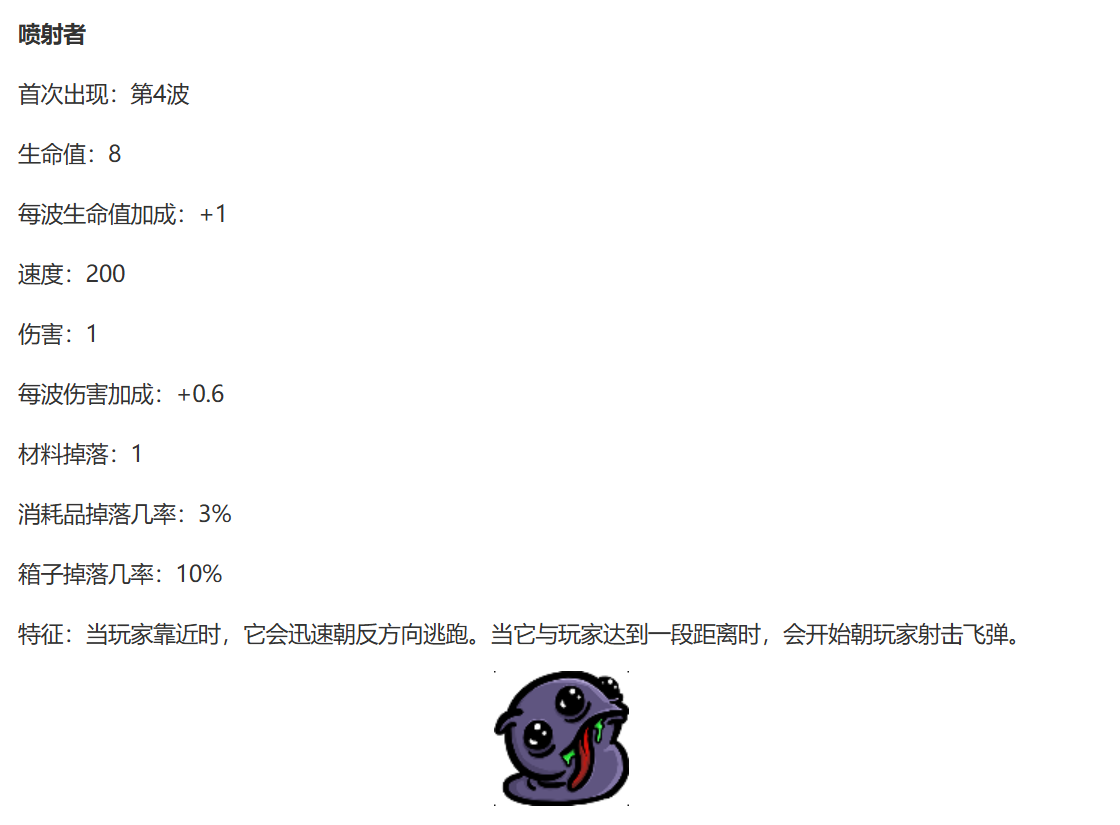 喷射者
首次出现：第4波
生命值：8
每波生命值加成：+1
速度：200
伤害：1
每波伤害加成：+0.6
材料掉落：1
消耗品掉落几率：3%
箱子掉落几率：10%
特征：当玩家靠近时，它会迅速朝反方向逃跑。当它与玩家达到一段距离时，会开始朝玩家射击飞弹。